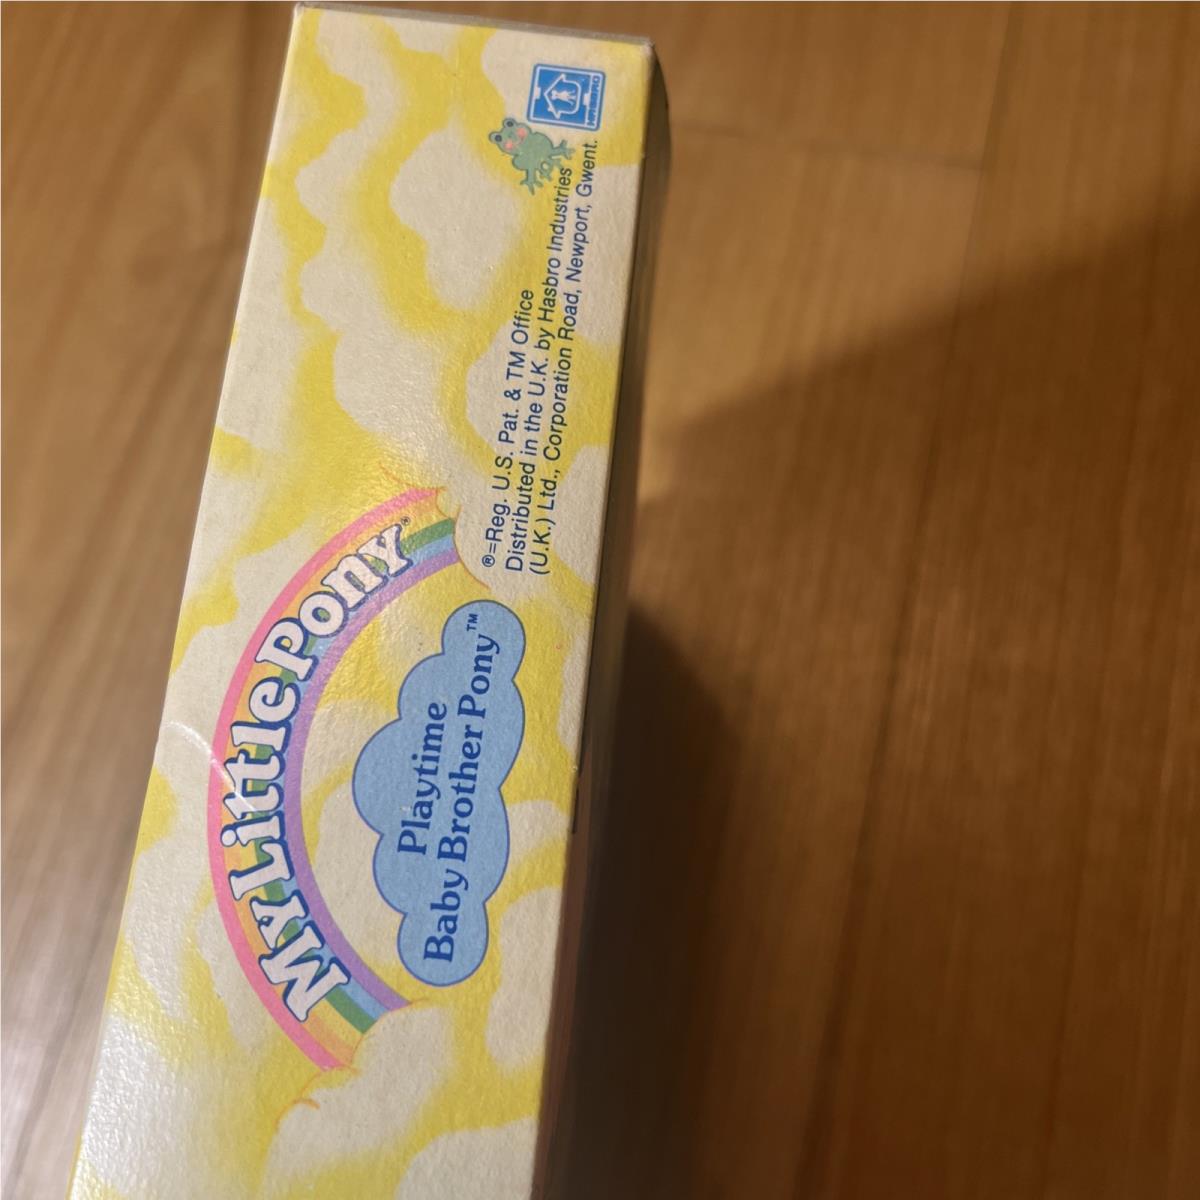 My Little Pony®
Playtime
Baby Brother Pony™
®=Reg. U.S. Pat. & TM Office
Distributed in the U.K. by Hasbro Industries
(U.K.) Ltd., Corporation Road, Newport, Gwent.
HASBRO